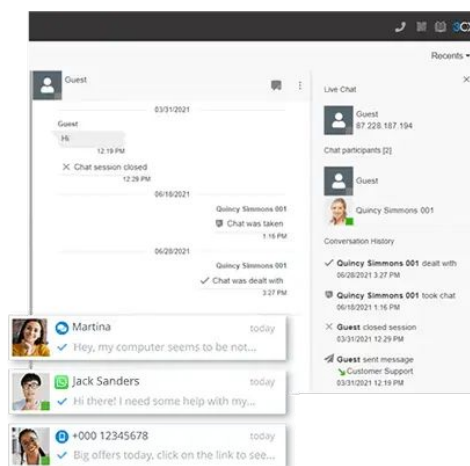 3CX
Recents
Guest
03/31/2021
Guest
Hi
12:19 PM
Chat session closed
12:29 PM
06/18/2021
Quincy Simmons 001
Chat was taken
1:16 PM
06/28/2021
Quincy Simmons 001
Chat was dealt with
3:27 PM
Live Chat
Guest
87.228.187.194
Chat participants [2]
Guest
Quincy Simmons 001
Conversation History
Quincy Simmons 001 dealt with
06/28/2021 3:27 PM
Quincy Simmons 001 took chat
06/18/2021 1:16 PM
Guest closed session
03/31/2021 12:29 PM
Guest sent message
Customer Support
03/31/2021 12:19 PM
Martina today
Hey, my computer seems to be not...
Jack Sanders today
Hi there! I need some help with my...
+000 12345678 today
Big offers today, click on the link to see...